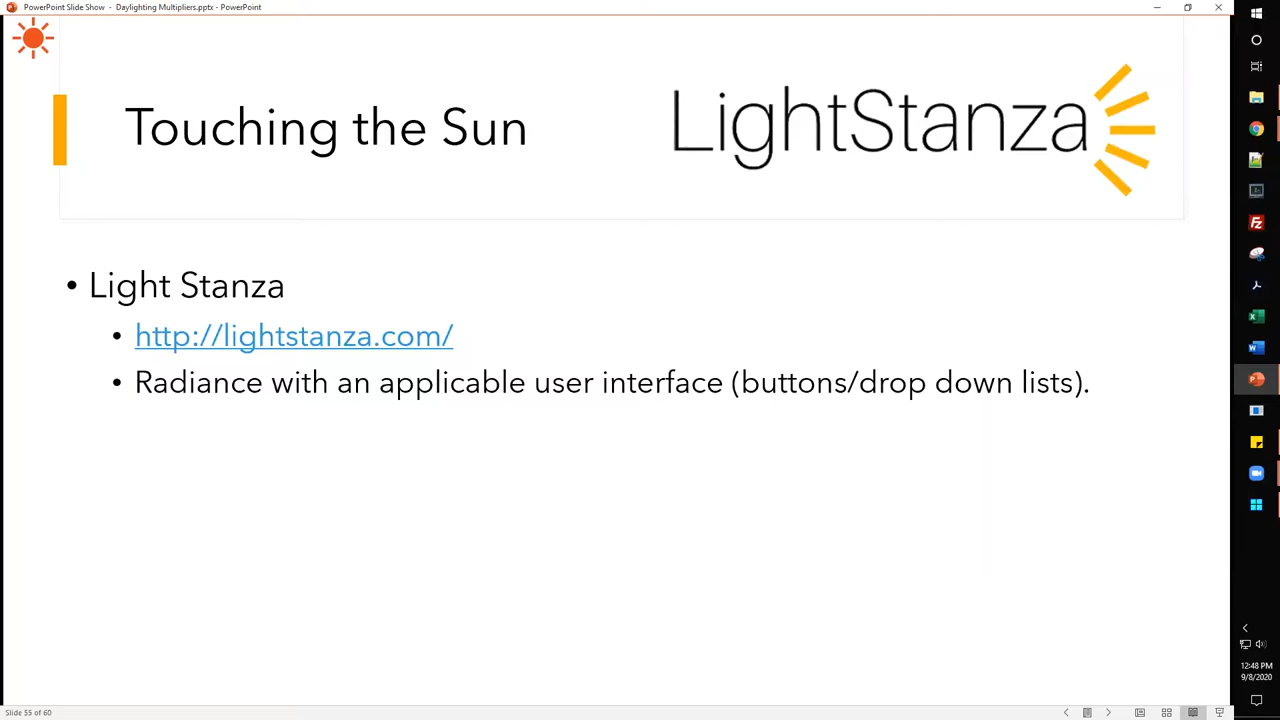 PowerPoint Slide Show - Daylighting Multipliers.pptx - PowerPoint
Touching the Sun
LightStanza
• Light Stanza
• http://lightstanza.com/
• Radiance with an applicable user interface (buttons/drop down lists).
12:48 PM
9/8/2020
Slide 55 of 60